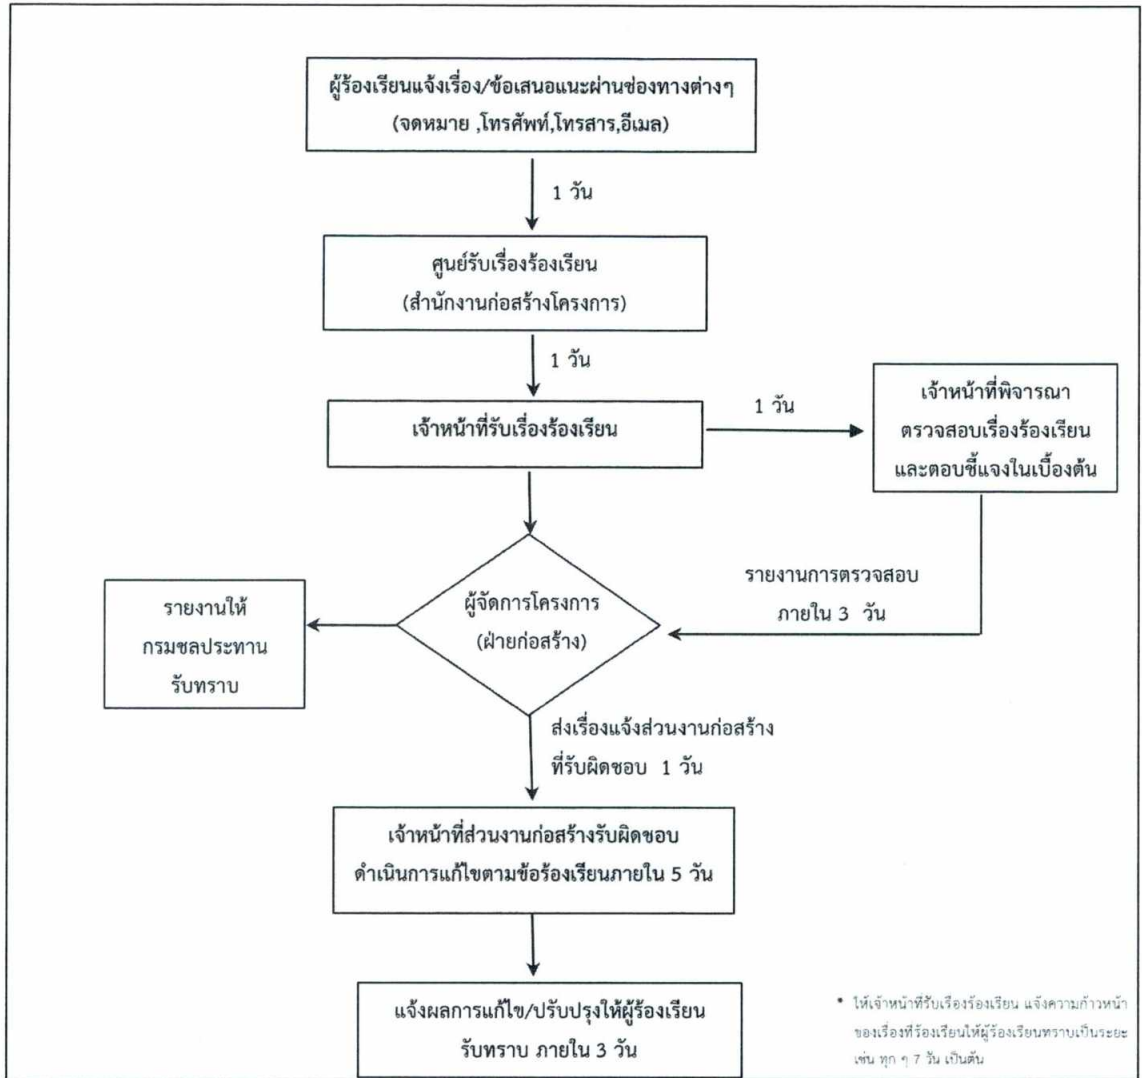 ผู้ร้องเรียนแจ้งเรื่อง/ข้อเสนอแนะผ่านช่องทางต่างๆ
(จดหมาย ,โทรศัพท์,โทรสาร,อีเมล)
1 วัน
ศูนย์รับเรื่องร้องเรียน
(สำนักงานก่อสร้างโครงการ)
1 วัน
เจ้าหน้าที่รับเรื่องร้องเรียน
1 วัน
เจ้าหน้าที่พิจารณา
ตรวจสอบเรื่องร้องเรียน
และตอบชี้แจงในเบื้องต้น
รายงานการตรวจสอบ
ภายใน 3 วัน
ผู้จัดการโครงการ
(ฝ่ายก่อสร้าง)
รายงานให้
กรมชลประทาน
รับทราบ
ส่งเรื่องแจ้งส่วนงานก่อสร้าง
ที่รับผิดชอบ 1 วัน
เจ้าหน้าที่ส่วนงานก่อสร้างรับผิดชอบ
ดำเนินการแก้ไขตามข้อร้องเรียนภายใน 5 วัน
แจ้งผลการแก้ไข/ปรับปรุงให้ผู้ร้องเรียน
รับทราบ ภายใน 3 วัน
* ให้เจ้าหน้าที่รับเรื่องร้องเรียน แจ้งความก้าวหน้า
ของเรื่องที่ร้องเรียนให้ผู้ร้องเรียนทราบเป็นระยะ
เช่น ทุก ๆ 7 วัน เป็นต้น